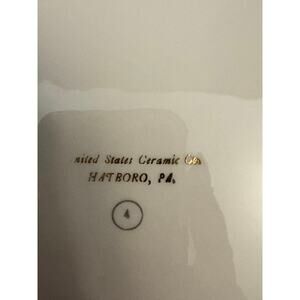 nited States Ceramic Co.
HATBORO, PA.
4